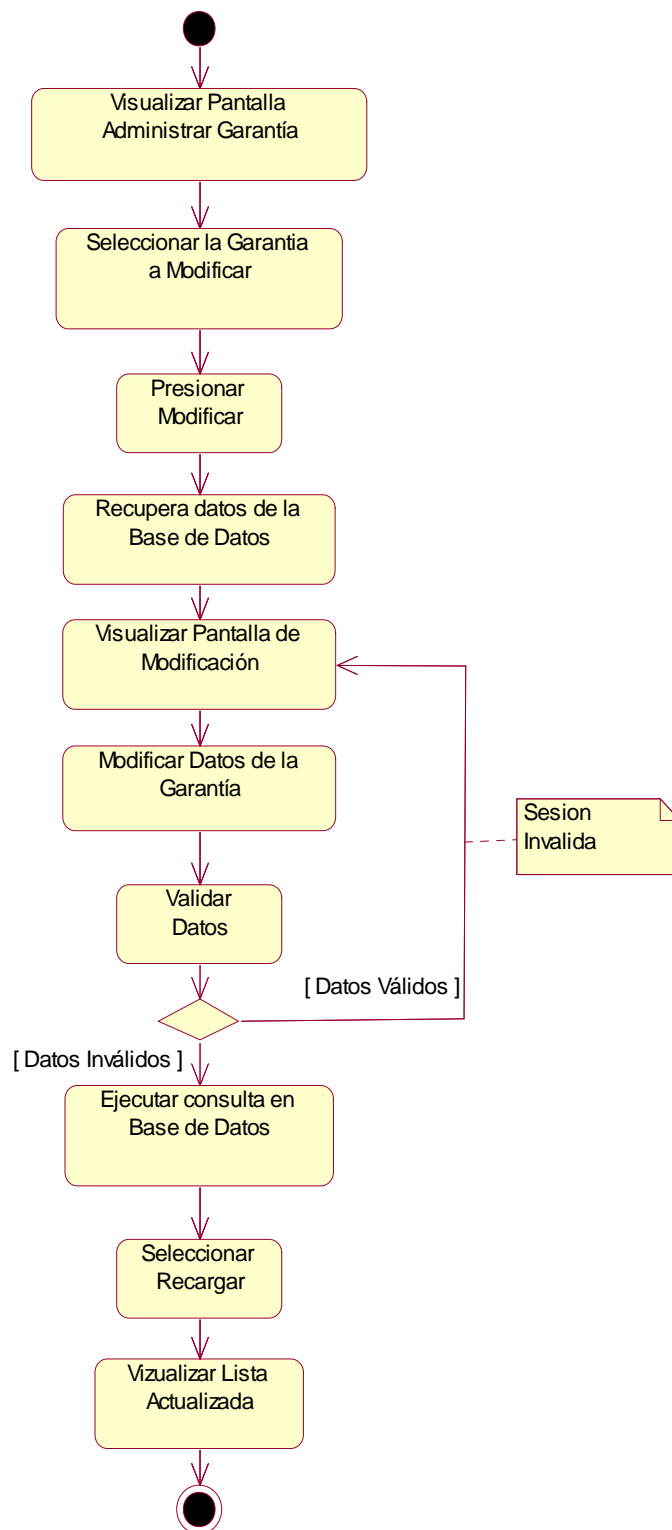 Visualizar Pantalla
Administrar Garantía
Seleccionar la Garantia
a Modificar
Presionar
Modificar
Recupera datos de la
Base de Datos
Visualizar Pantalla de
Modificación
Modificar Datos de la
Garantía
Sesion
Invalida
Validar
Datos
[ Datos Válidos ]
[ Datos Inválidos ]
Ejecutar consulta en
Base de Datos
Seleccionar
Recargar
Vizualizar Lista
Actualizada